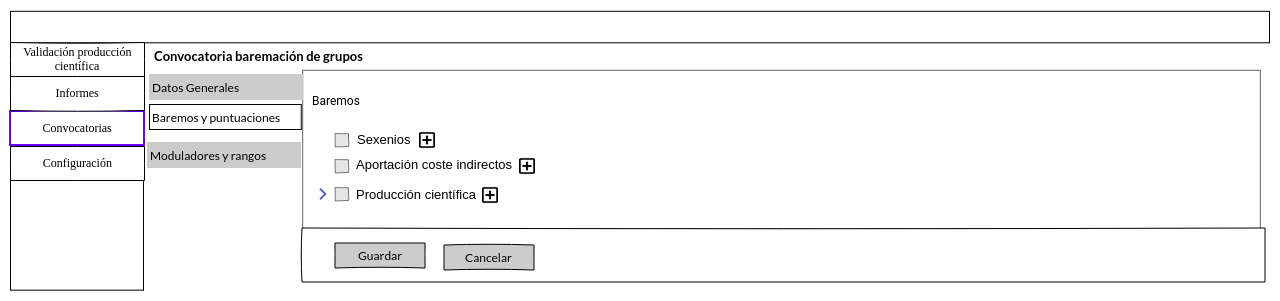 Validación producción
científica
Informes
Convocatorias
Configuración
Convocatoria baremación de grupos
Datos Generales
Baremos y puntuaciones
Moduladores y rangos
Baremos
Sexenios
Aportación coste indirectos
Producción científica
Guardar
Cancelar